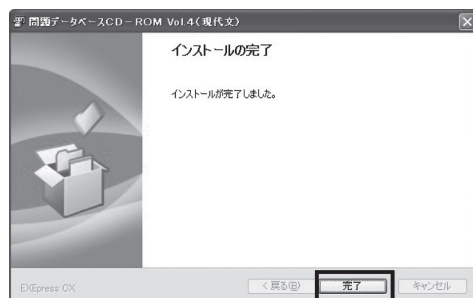 問題データベースCD-ROM Vol.4(現代文)
インストールの完了
インストールが完了しました。
EXEpress CX
< 戻る(B)
完了
キャンセル